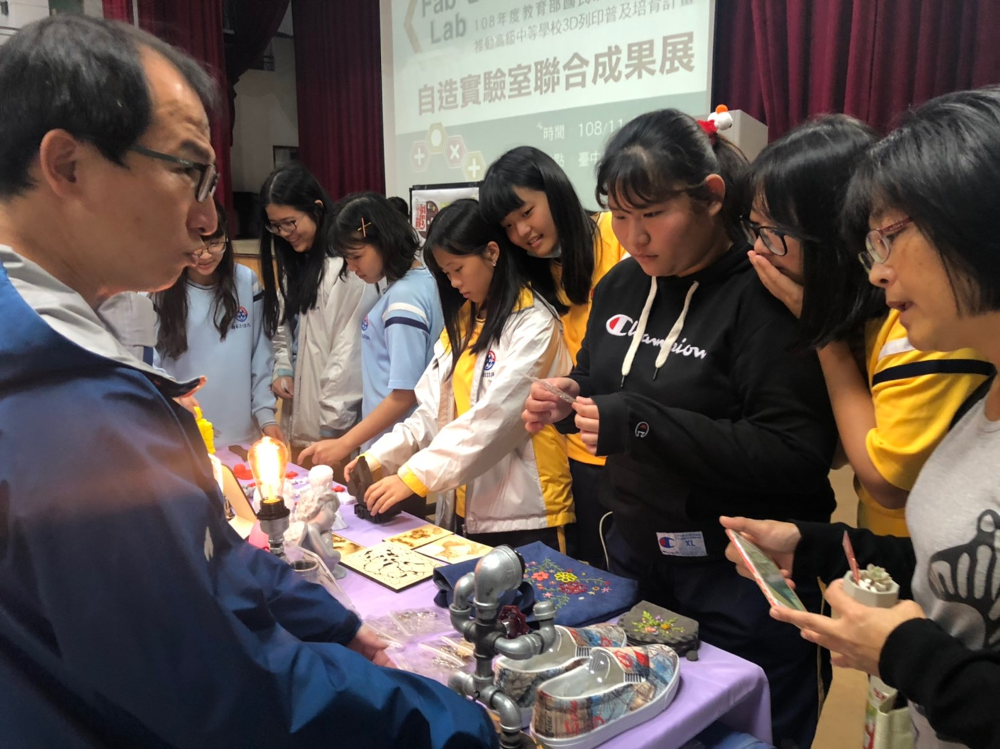 Fab
Lab
108年度教育部國民
推動高級中等學校3D列印普及培育計畫
自造實驗室聯合成果展
時間 108/11
點 臺中
Champion
XL